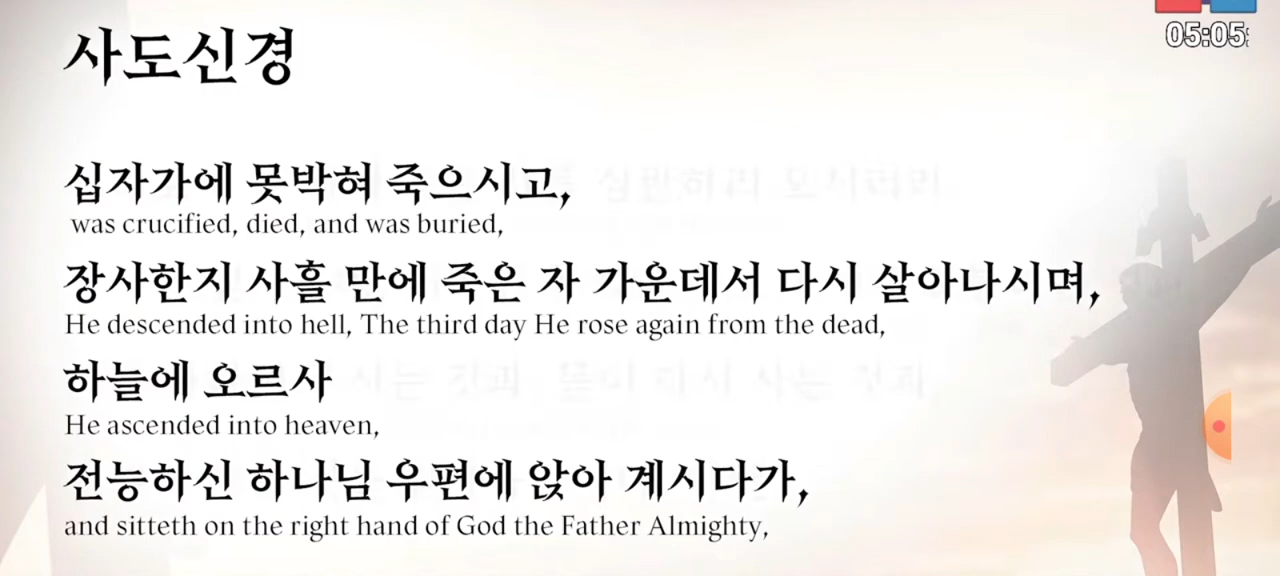 05:05
사도신경
십자가에 못박혀 죽으시고,
was crucified, died, and was buried,
장사한지 사흘 만에 죽은 자 가운데서 다시 살아나시며,
He descended into hell, The third day He rose again from the dead,
하늘에 오르사
He ascended into heaven,
전능하신 하나님 우편에 앉아 계시다가,
and sitteth on the right hand of God the Father Almighty,